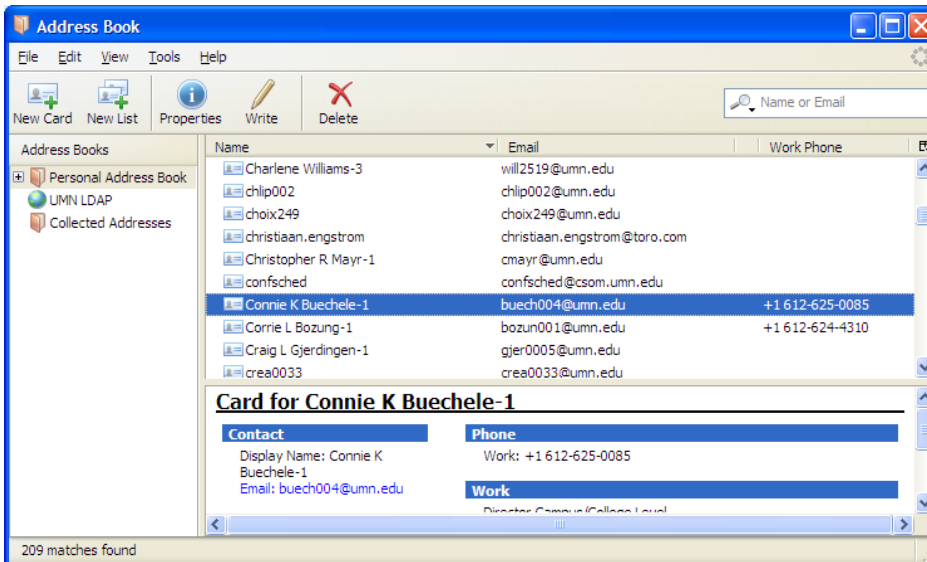 Address Book
File Edit View Tools Help
New Card New List Properties Write Delete Name or Email
Address Books Name Email Work Phone
Personal Address Book
UMN LDAP
Collected Addresses
Charlene Williams-3 will2519@umn.edu
chlip002 chlip002@umn.edu
choix249 choix249@umn.edu
christiaan.engstrom christiaan.engstrom@toro.com
Christopher R Mayr-1 cmayr@umn.edu
confsched confsched@csom.umn.edu
Connie K Buechele-1 buech004@umn.edu +1 612-625-0085
Corrie L Bozung-1 bozun001@umn.edu +1 612-624-4310
Craig L Gjerdingen-1 gjer0005@umn.edu
crea0033 crea0033@umn.edu
Card for Connie K Buechele-1
Contact
Display Name: Connie K
Buechele-1
Email: buech004@umn.edu
Phone
Work: +1 612-625-0085
Work
Director Campus/College Level
209 matches found